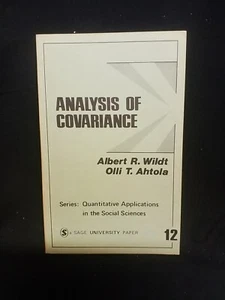 ANALYSIS OF
COVARIANCE
Albert R. Wildt
Olli T. Ahtola
Series: Quantitative Applications
in the Social Sciences
SAGE UNIVERSITY PAPER
12